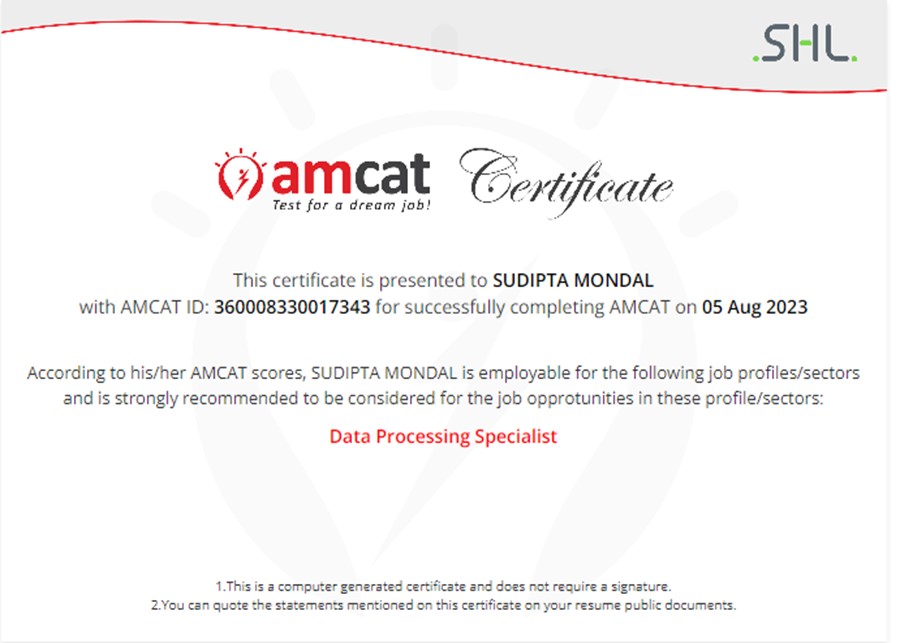 .SHL.
amcat Certificate
Test for a dream job!
This certificate is presented to SUDIPTA MONDAL
with AMCAT ID: 360008330017343 for successfully completing AMCAT on 05 Aug 2023
According to his/her AMCAT scores, SUDIPTA MONDAL is employable for the following job profiles/sectors
and is strongly recommended to be considered for the job opprotunities in these profile/sectors:
Data Processing Specialist
1.This is a computer generated certificate and does not require a signature.
2.You can quote the statements mentioned on this certificate on your resume public documents.